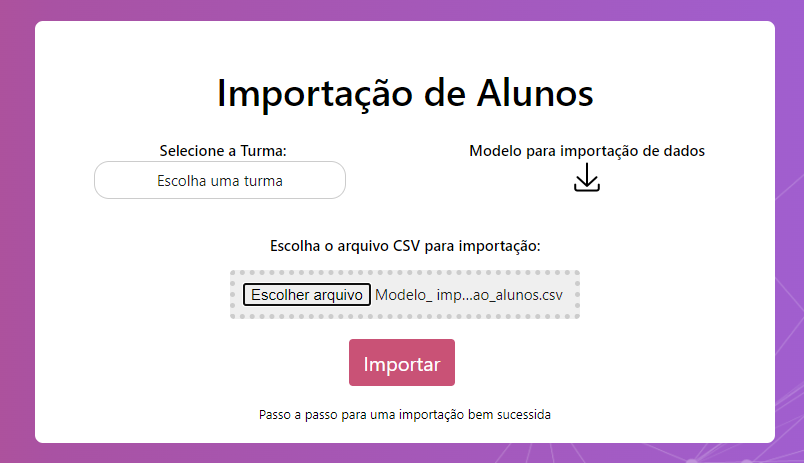 Importação de Alunos
Selecione a Turma:
Escolha uma turma
Modelo para importação de dados
Escolha o arquivo CSV para importação:
Escolher arquivo Modelo_ imp...ao_alunos.csv
Importar
Passo a passo para uma importação bem sucessida